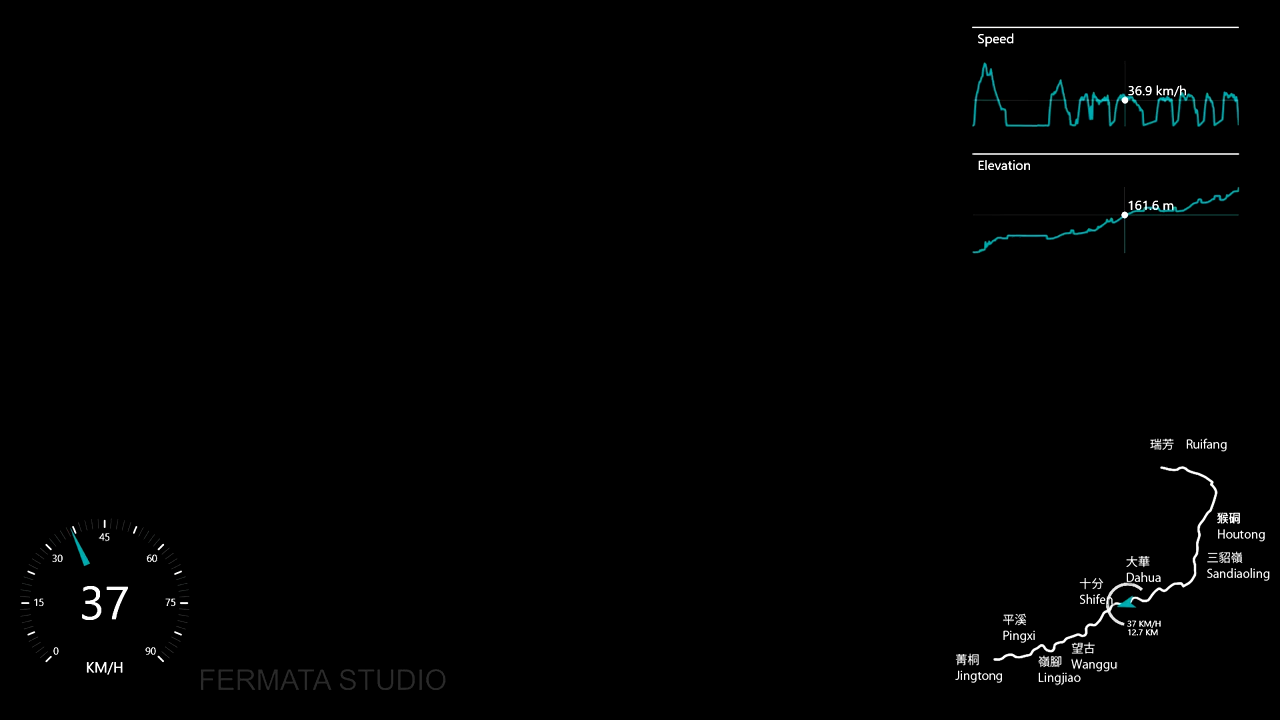 Speed
36.9 km/h
Elevation
161.6 m
瑞芳 Ruifang
猴硐
Houtong
三貂嶺
Sandiaoling
大華
Dahua
十分
Shifen
37 KM/H
12.7 KM
平溪
Pingxi
望古
Wanggu
嶺腳
Lingjiao
菁桐
Jingtong
45
30
60
15
37
75
0
90
KM/H
FERMATA STUDIO